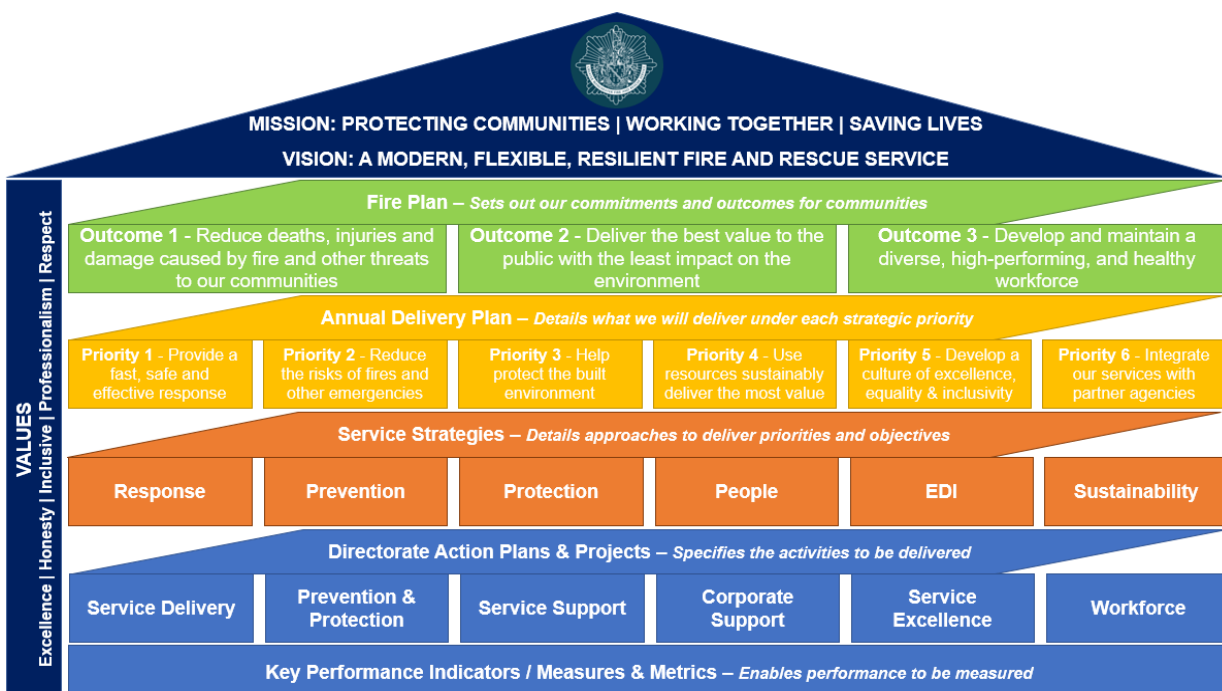 MISSION: PROTECTING COMMUNITIES | WORKING TOGETHER | SAVING LIVES
VISION: A MODERN, FLEXIBLE, RESILIENT FIRE AND RESCUE SERVICE
VALUES
Excellence | Honesty | Inclusive | Professionalism | Respect
Fire Plan – Sets out our commitments and outcomes for communities
Outcome 1 - Reduce deaths, injuries and
damage caused by fire and other threats
to our communities
Outcome 2 - Deliver the best value to the
public with the least impact on the
environment
Outcome 3 - Develop and maintain a
diverse, high-performing, and healthy
workforce
Annual Delivery Plan – Details what we will deliver under each strategic priority
Priority 1 - Provide a
fast, safe and
effective response
Priority 2 - Reduce
the risks of fires and
other emergencies
Priority 3 - Help
protect the built
environment
Priority 4 - Use
resources sustainably
deliver the most value
Priority 5 - Develop a
culture of excellence,
equality & inclusivity
Priority 6 - Integrate
our services with
partner agencies
Service Strategies – Details approaches to deliver priorities and objectives
Response
Prevention
Protection
People
EDI
Sustainability
Directorate Action Plans & Projects – Specifies the activities to be delivered
Service Delivery
Prevention &
Protection
Service Support
Corporate
Support
Service
Excellence
Workforce
Key Performance Indicators / Measures & Metrics – Enables performance to be measured